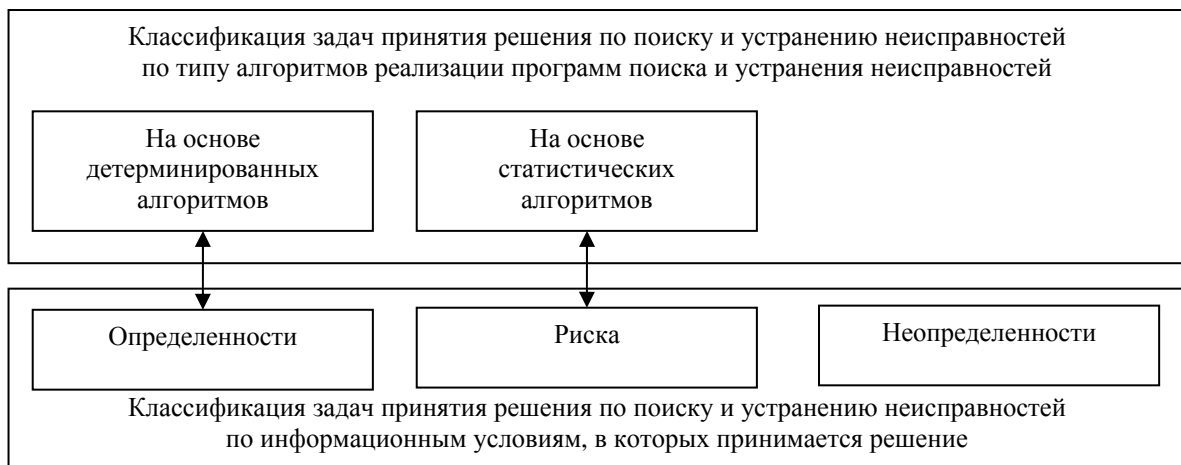 Классификация задач принятия решения по поиску и устранению неисправностей
по типу алгоритмов реализации программ поиска и устранения неисправностей
На основе
детерминированных
алгоритмов
На основе
статистических
алгоритмов
Определенности
Риска
Неопределенности
Классификация задач принятия решения по поиску и устранению неисправностей
по информационным условиям, в которых принимается решение